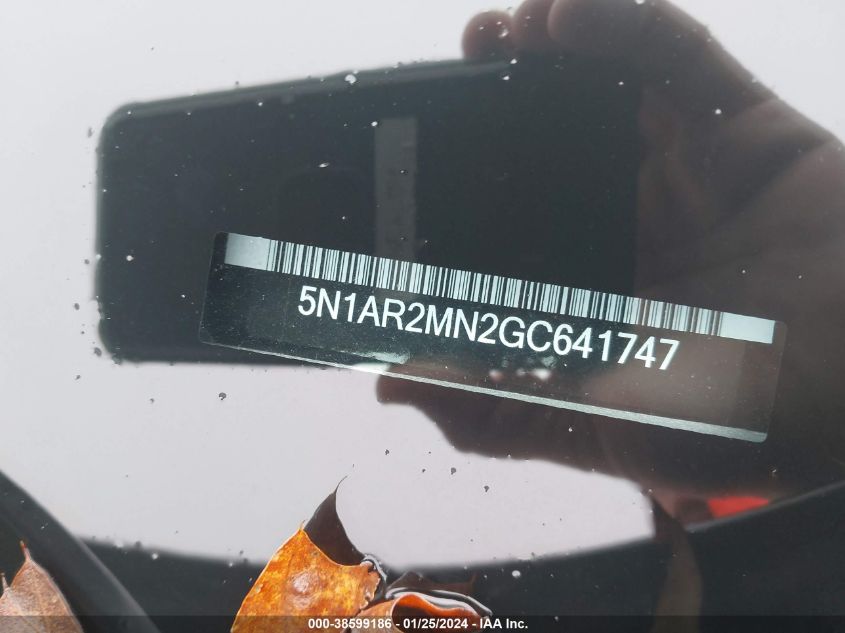 5N1AR2MN2GC641747
000-38599186 - 01/25/2024 - IAA Inc.